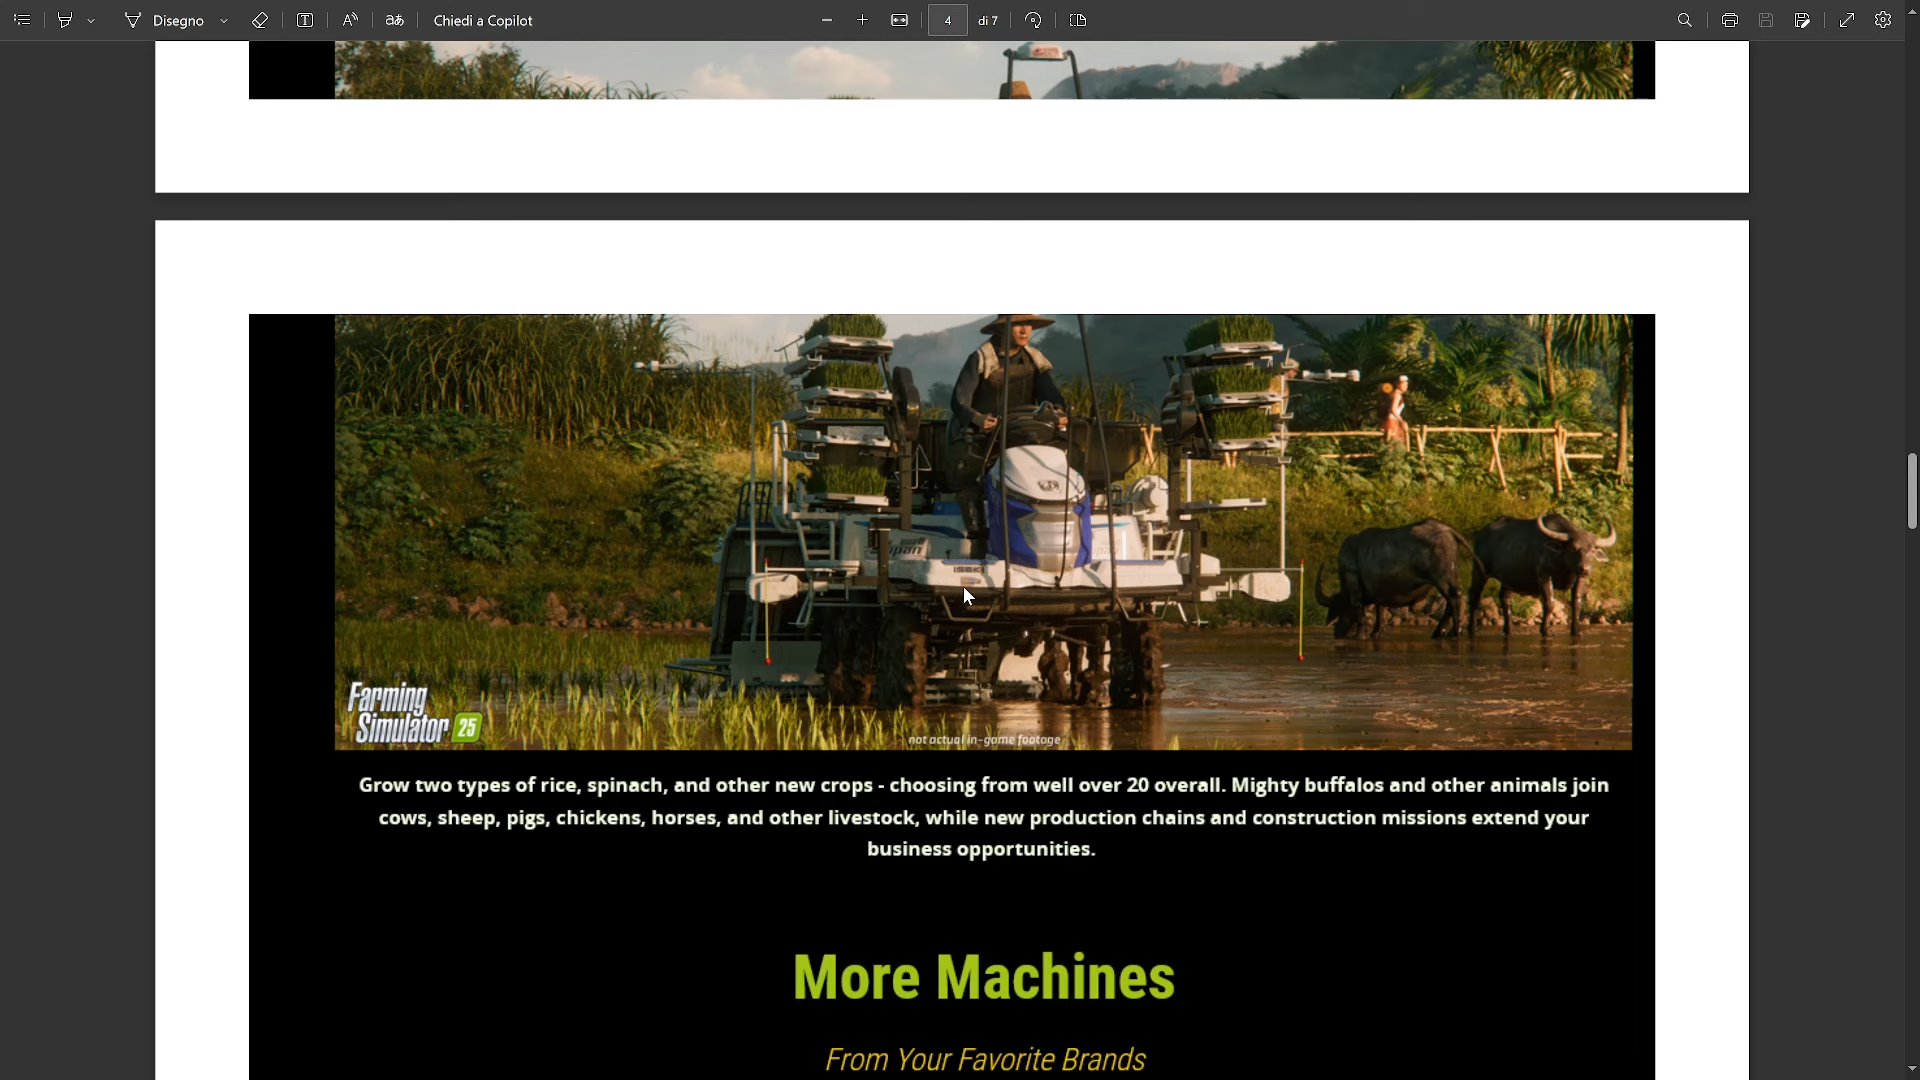 Disegno
Chiedi a Copilot
4 di 7
Farming
Simulator 25
not actual in-game footage
Grow two types of rice, spinach, and other new crops - choosing from well over 20 overall. Mighty buffalos and other animals join
cows, sheep, pigs, chickens, horses, and other livestock, while new production chains and construction missions extend your
business opportunities.
More Machines
From Your Favorite Brands